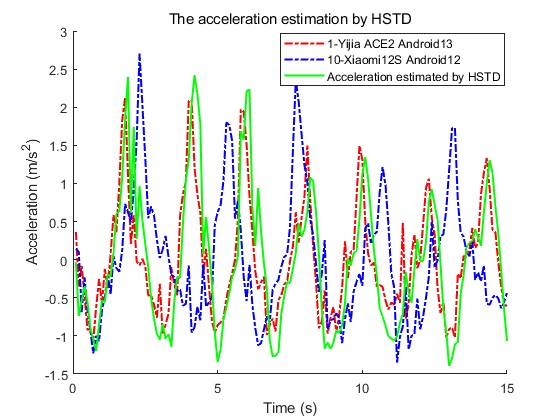 The acceleration estimation by HSTD
1-Yijia ACE2 Android13
10-Xiaomi12S Android12
Acceleration estimated by HSTD
Acceleration (m/s²)
3
2.5
2
1.5
1
0.5
0
-0.5
-1
-1.5
0 5 10 15
Time (s)